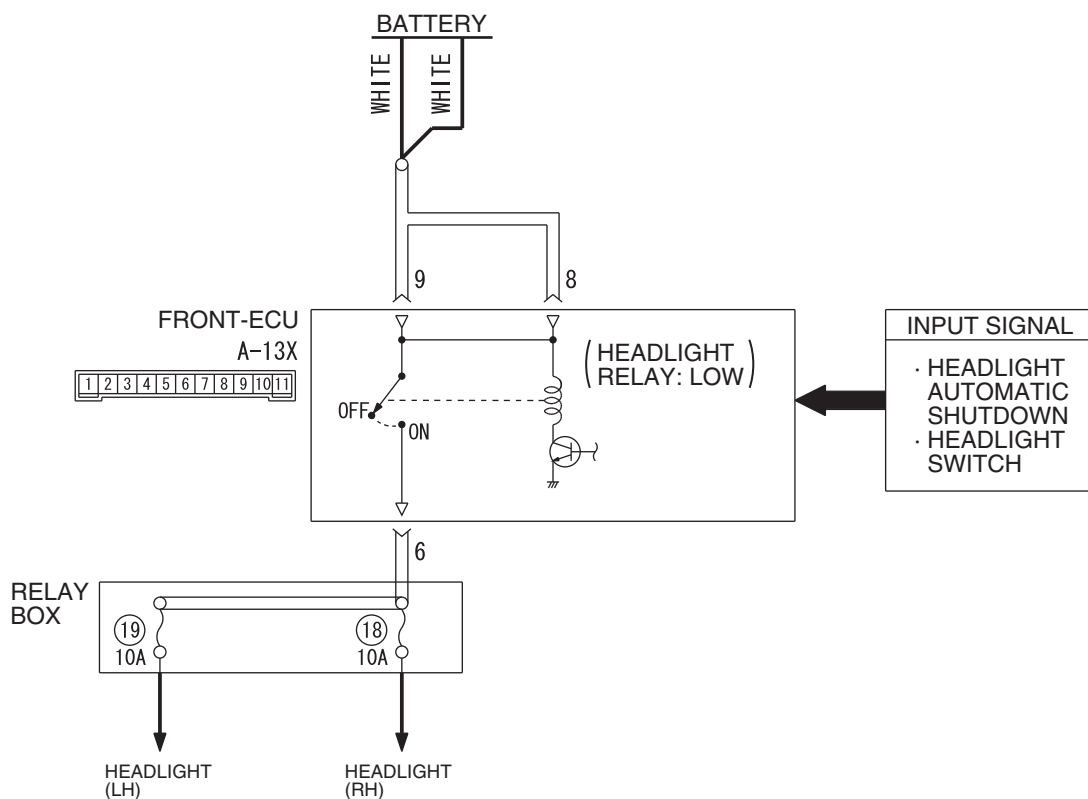 BATTERY
WHITE
WHITE
9
8
FRONT-ECU
A-13X
1 2 3 4 5 6 7 8 9 10 11
(HEADLIGHT
RELAY: LOW)
OFF
ON
INPUT SIGNAL
· HEADLIGHT
AUTOMATIC
SHUTDOWN
· HEADLIGHT
SWITCH
6
RELAY
BOX
19
10A
18
10A
HEADLIGHT
(LH)
HEADLIGHT
(RH)